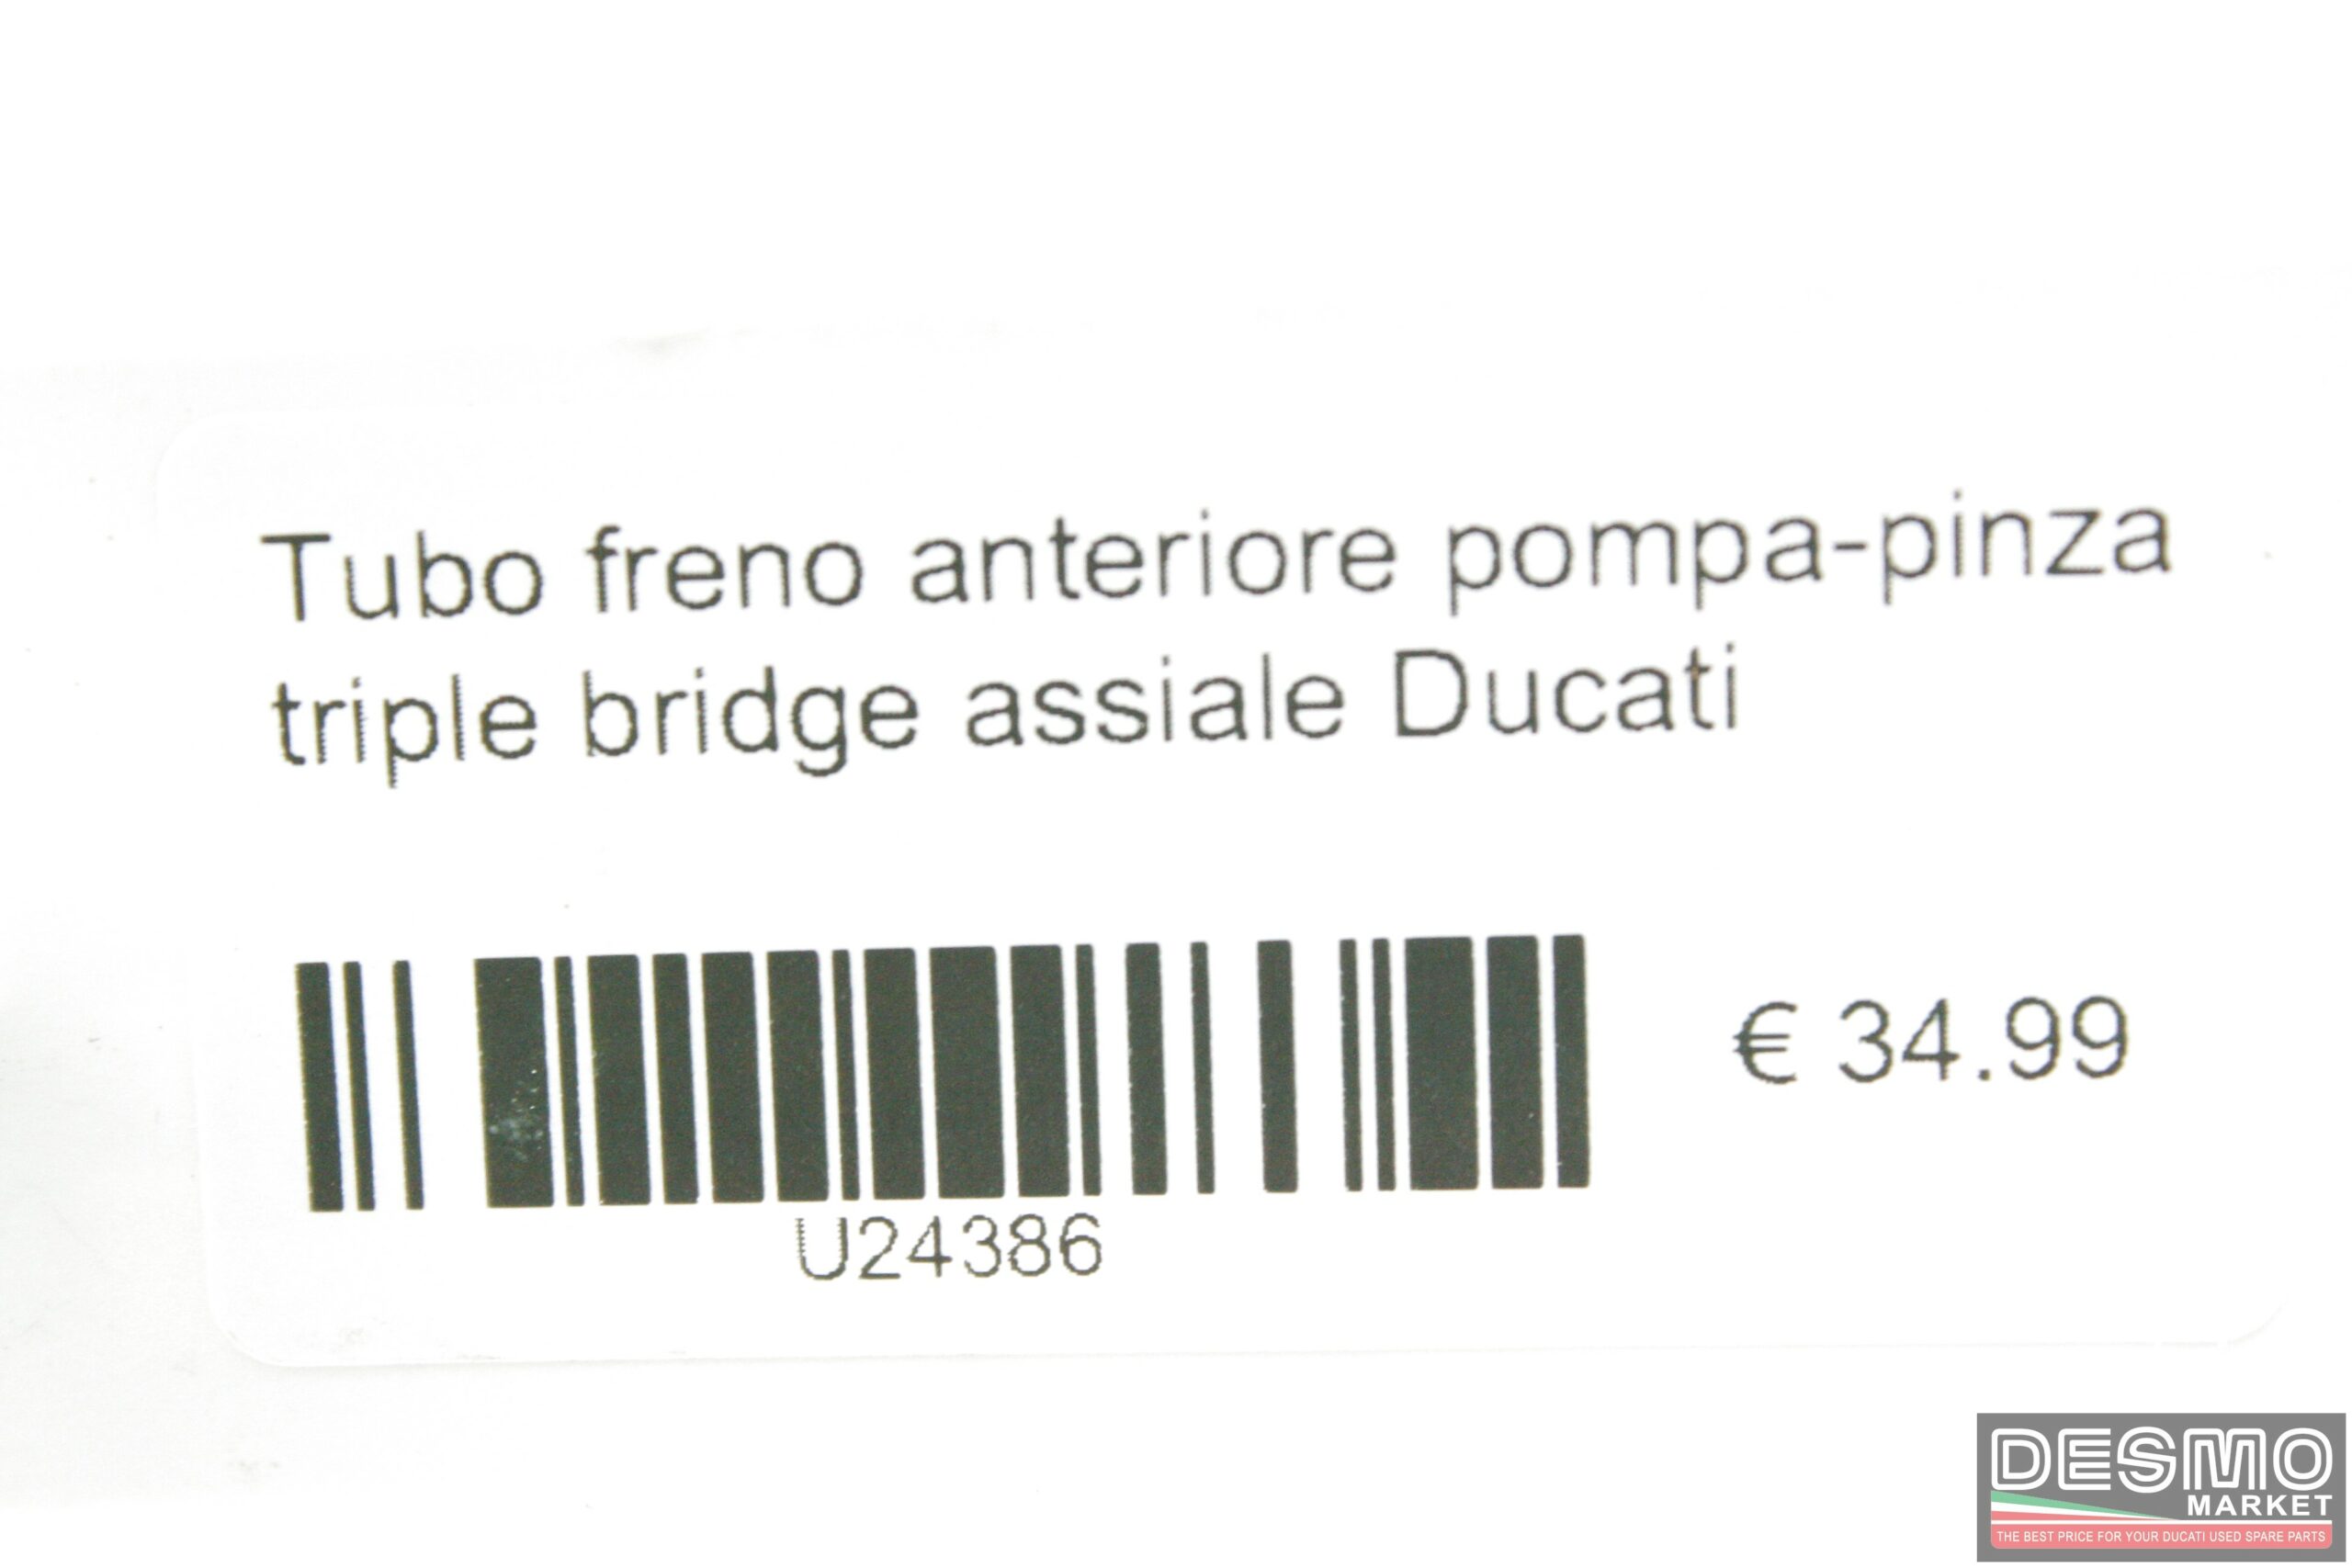 Tubo freno anteriore pompa-pinza
triple bridge assiale Ducati
€ 34.99
U24386
DESMO
MARKET
THE BEST PRICE FOR YOUR DUCATI USED SPARE PARTS